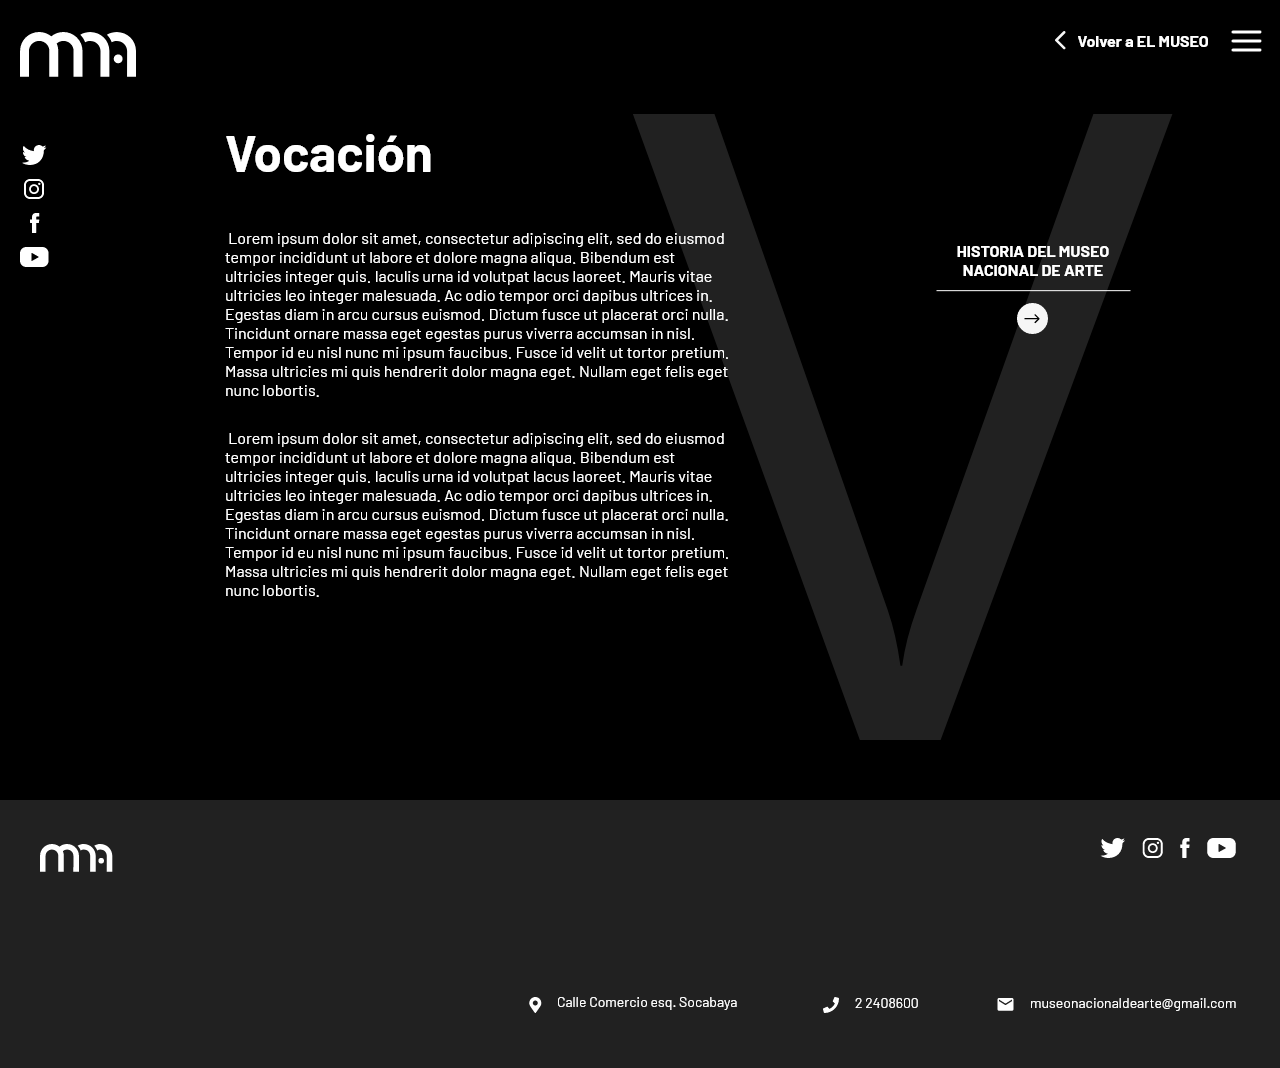 mna
Volver a EL MUSEO
Vocación
V
Lorem ipsum dolor sit amet, consectetur adipiscing elit, sed do eiusmod
tempor incididunt ut labore et dolore magna aliqua. Bibendum est
ultricies integer quis. Iaculis urna id volutpat lacus laoreet. Mauris vitae
ultricies leo integer malesuada. Ac odio tempor orci dapibus ultrices in.
Egestas diam in arcu cursus euismod. Dictum fusce ut placerat orci nulla.
Tincidunt ornare massa eget egestas purus viverra accumsan in nisl.
Tempor id eu nisl nunc mi ipsum faucibus. Fusce id velit ut tortor pretium.
Massa ultricies mi quis hendrerit dolor magna eget. Nullam eget felis eget
nunc lobortis.
Lorem ipsum dolor sit amet, consectetur adipiscing elit, sed do eiusmod
tempor incididunt ut labore et dolore magna aliqua. Bibendum est
ultricies integer quis. Iaculis urna id volutpat lacus laoreet. Mauris vitae
ultricies leo integer malesuada. Ac odio tempor orci dapibus ultrices in.
Egestas diam in arcu cursus euismod. Dictum fusce ut placerat orci nulla.
Tincidunt ornare massa eget egestas purus viverra accumsan in nisl.
Tempor id eu nisl nunc mi ipsum faucibus. Fusce id velit ut tortor pretium.
Massa ultricies mi quis hendrerit dolor magna eget. Nullam eget felis eget
nunc lobortis.
HISTORIA DEL MUSEO
NACIONAL DE ARTE
mna
Calle Comercio esq. Socabaya
2 2408600
museonacionaldearte@gmail.com